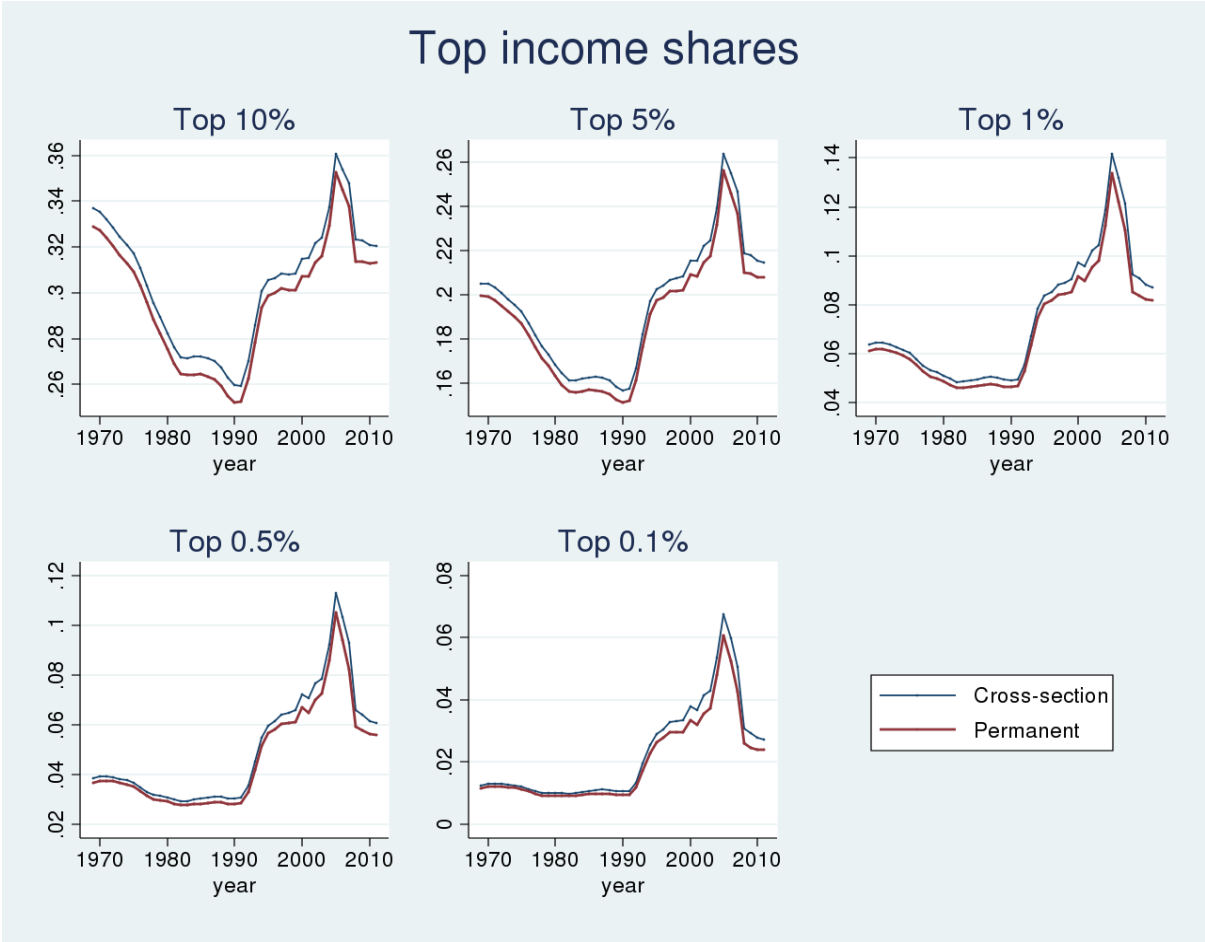 Top income shares
Top 10%
.36
.34
.32
.3
.28
.26
1970 1980 1990 2000 2010
year
Top 5%
.26
.24
.22
.2
.18
.16
1970 1980 1990 2000 2010
year
Top 1%
.14
.12
.1
.08
.06
.04
1970 1980 1990 2000 2010
year
Top 0.5%
.12
.1
.08
.06
.04
.02
1970 1980 1990 2000 2010
year
Top 0.1%
.08
.06
.04
.02
0
1970 1980 1990 2000 2010
year
Cross-section
Permanent